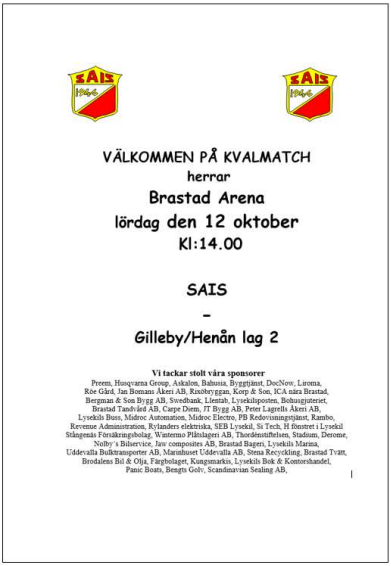 SAIS
1946
SAIS
1946
VÄLKOMMEN PÅ KVALMATCH
herrar
Brastad Arena
lördag den 12 oktober
Kl:14.00
SAIS
-
Gilleby/Henån lag 2
Vi tackar stolt våra sponsorer
Preem, Husqvarna Group, Askalon, Bahusia, Byggtjänst, DocNow, Liroma,
Röe Gård, Jan Bomans Åkeri AB, Rixöbryggan, Korp & Son, ICA nära Brastad,
Bergman & Son Bygg AB, Swedbank, Llentab, Lysekilsposten, Bohusgjuteriet,
Brastad Tandvård AB, Carpe Diem, JT Bygg AB, Peter Lagrells Åkeri AB,
Lysekils Buss, Midroc Automation, Midroc Electro, PB Redovisningstjänst, Rambo,
Revenue Administration, Rylanders elektriska, SEB Lysekil, Si Tech, H fönstret i Lysekil
Stångenäs Försäkringsbolag, Wintermo Plåtslageri AB, Thordénstiftelsen, Stadium, Derome,
Nolby´s Bilservice, Jaw composites AB, Brastad Bageri, Lysekils Marina,
Uddevalla Bulktransporter AB, Marinhuset Uddevalla AB, Stena Recycling, Brastad Tvätt,
Brodalens Bil & Olja, Färgbolaget, Kungsmarkis, Lysekils Bok & Kontorshandel,
Panic Boats, Bengts Golv, Scandinavian Sealing AB,